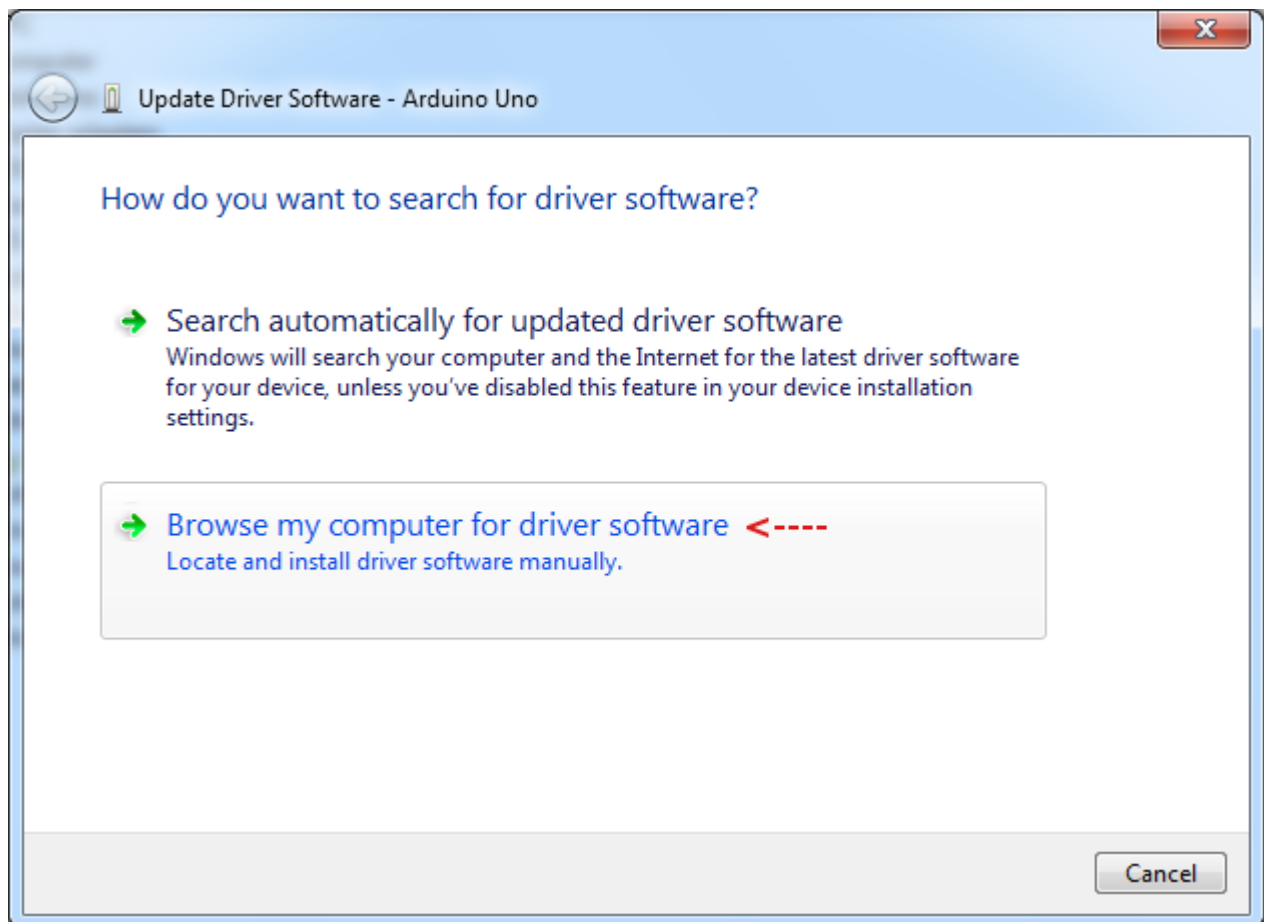 Update Driver Software - Arduino Uno
How do you want to search for driver software?
Search automatically for updated driver software
Windows will search your computer and the Internet for the latest driver software
for your device, unless you've disabled this feature in your device installation
settings.
Browse my computer for driver software <----
Locate and install driver software manually.
Cancel